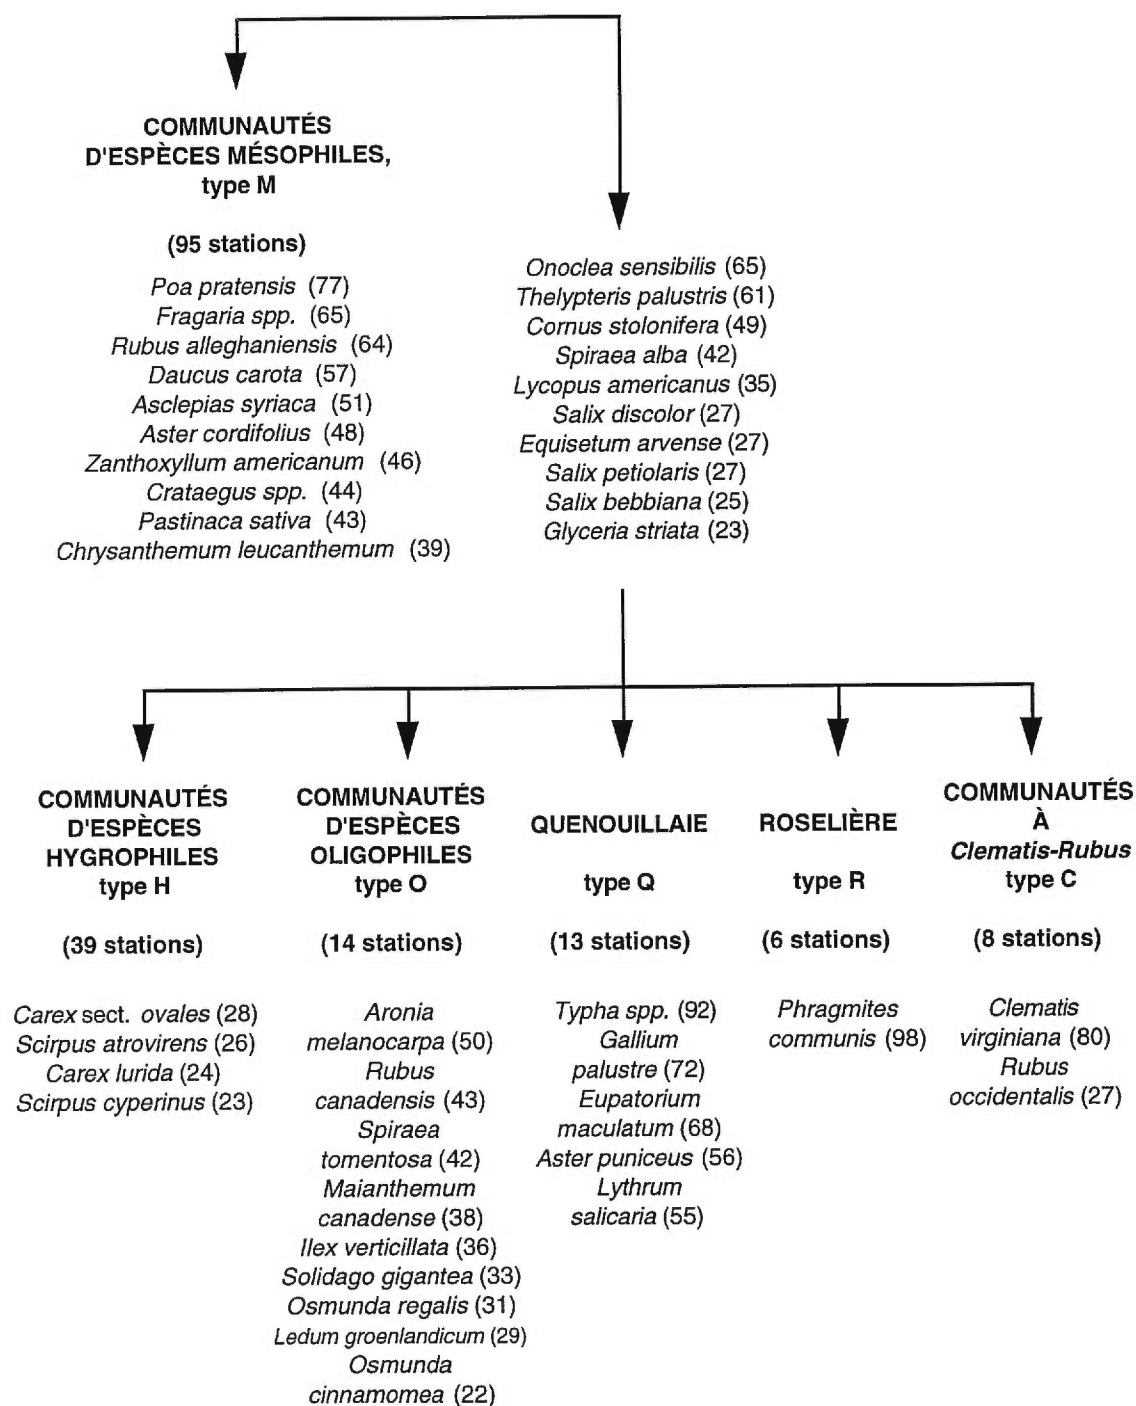 COMMUNAUTÉS
D'ESPÈCES MÉSOPHILES,
type M
(95 stations)
Poa pratensis (77)
Fragaria spp. (65)
Rubus alleghaniensis (64)
Daucus carota (57)
Asclepias syriaca (51)
Aster cordifolius (48)
Zanthoxyllum americanum (46)
Crataegus spp. (44)
Pastinaca sativa (43)
Chrysanthemum leucanthemum (39)
Onoclea sensibilis (65)
Thelypteris palustris (61)
Cornus stolonifera (49)
Spiraea alba (42)
Lycopus americanus (35)
Salix discolor (27)
Equisetum arvense (27)
Salix petiolaris (27)
Salix bebbiana (25)
Glyceria striata (23)
COMMUNAUTÉS
D'ESPÈCES
HYGROPHILES
type H
(39 stations)
Carex sect. ovales (28)
Scirpus atrovirens (26)
Carex lurida (24)
Scirpus cyperinus (23)
COMMUNAUTÉS
D'ESPÈCES
OLIGOPHILES
type O
(14 stations)
Aronia
melanocarpa (50)
Rubus
canadensis (43)
Spiraea
tomentosa (42)
Maianthemum
canadense (38)
Ilex verticillata (36)
Solidago gigantea (33)
Osmunda regalis (31)
Ledum groenlandicum (29)
Osmunda
cinnamomea (22)
QUENOUILLAIE
type Q
(13 stations)
Typha spp. (92)
Gallium
palustre (72)
Eupatorium
maculatum (68)
Aster puniceus (56)
Lythrum
salicaria (55)
ROSELIÈRE
type R
(6 stations)
Phragmites
communis (98)
COMMUNAUTÉS
À
Clematis-Rubus
type C
(8 stations)
Clematis
virginiana (80)
Rubus
occidentalis (27)